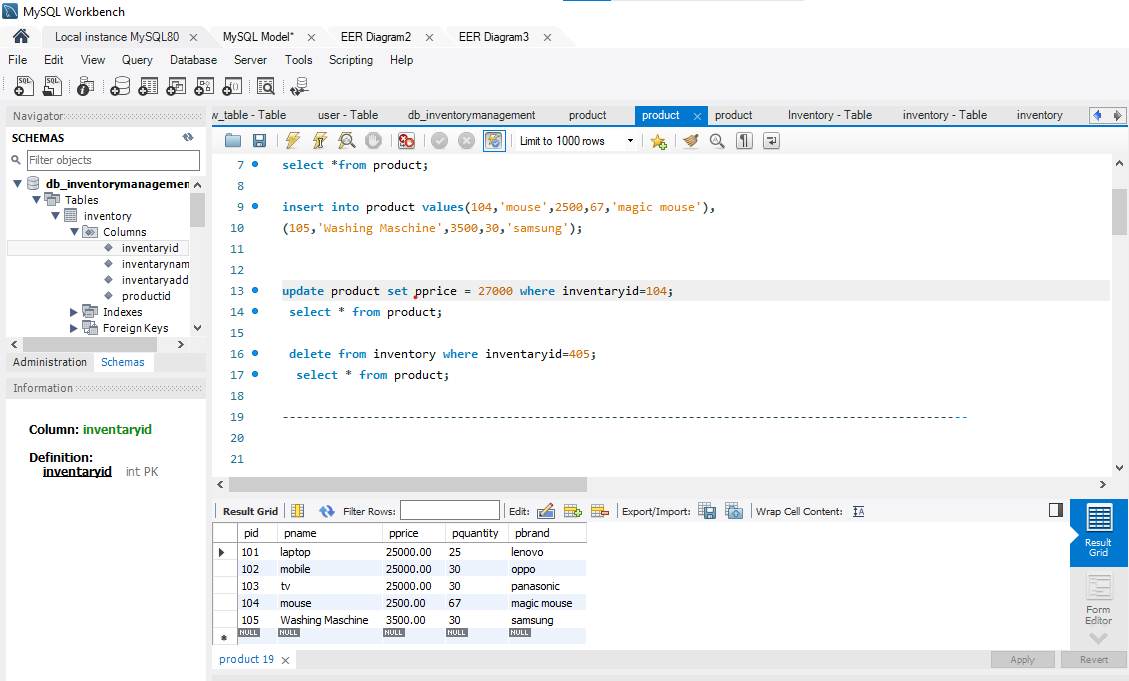 MySQL Workbench
Local instance MySQL80 × MySQL Model* × EER Diagram2 × EER Diagram3 ×
File Edit View Query Database Server Tools Scripting Help
Navigator
SCHEMAS
Filter objects
db_inventorymanagemen
Tables
inventory
Columns
inventaryid
inventarynam
inventaryadd
productid
Indexes
Foreign Keys
Administration Schemas
Information
Column: inventaryid
Definition:
inventaryid int PK
w_table - Table user - Table db_inventorymanagement product product × product Inventory - Table inventory - Table inventory
Limit to 1000 rows
7 select *from product;
8
9 insert into product values(104,'mouse',2500,67,'magic mouse'),
10 (105,'Washing Maschine',3500,30,'samsung');
11
12
13 update product set pprice = 27000 where inventaryid=104;
14 select * from product;
15
16 delete from inventory where inventaryid=405;
17 select * from product;
18
19 --------------------------------------------------------------------------------------------------
20
21
Result Grid Filter Rows: Edit: Export/Import: Wrap Cell Content:
pid pname pprice pquantity pbrand
101 laptop 25000.00 25 lenovo
102 mobile 25000.00 30 oppo
103 tv 25000.00 30 panasonic
104 mouse 2500.00 67 magic mouse
105 Washing Maschine 3500.00 30 samsung
NULL NULL NULL NULL NULL
Result
Grid
Form
Editor
product 19 × Apply Revert